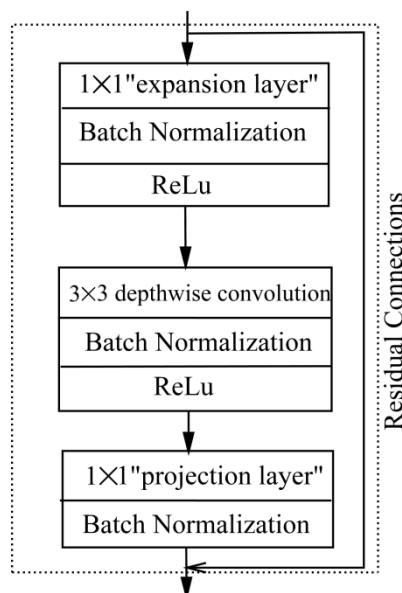 1×1"expansion layer"
Batch Normalization
ReLu
3×3 depthwise convolution
Batch Normalization
ReLu
1×1"projection layer"
Batch Normalization
Residual Connections